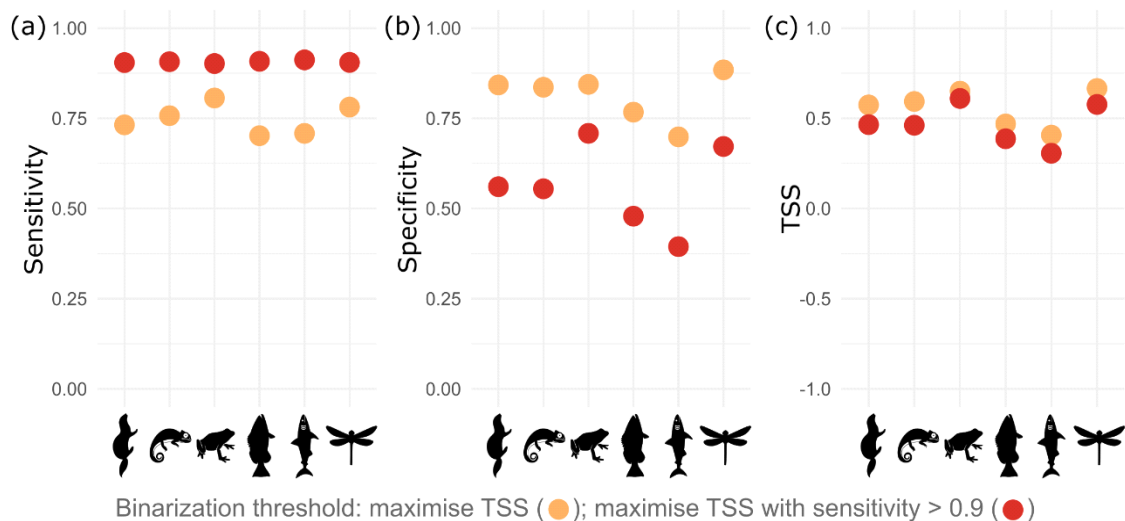 (a)
1.00
0.75
0.50
0.25
0.00
Sensitivity
(b)
1.00
0.75
0.50
0.25
0.00
Specificity
(c)
1.0
0.5
0.0
-0.5
-1.0
TSS
Binarization threshold: maximise TSS ( ); maximise TSS with sensitivity > 0.9 ( )